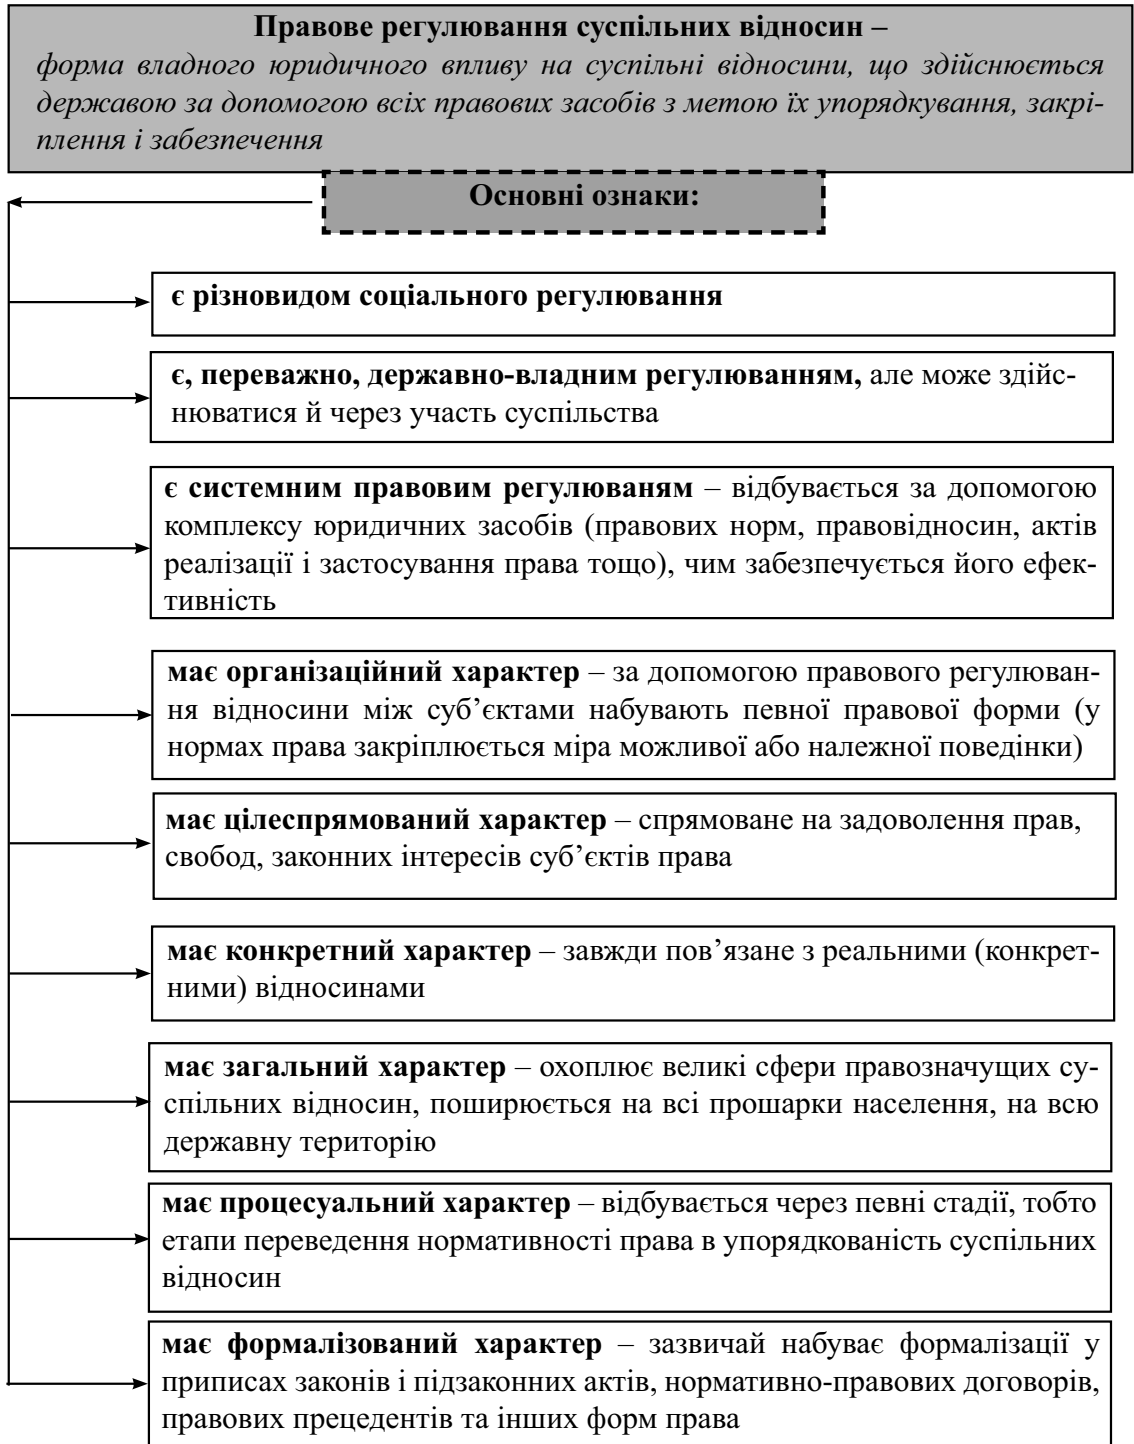 Правове регулювання суспільних відносин –
форма владного юридичного впливу на суспільні відносини, що здійснюється
державою за допомогою всіх правових засобів з метою їх упорядкування, закрі-
плення і забезпечення
Основні ознаки:
є різновидом соціального регулювання
є, переважно, державно-владним регулюванням, але може здійс-
нюватися й через участь суспільства
є системним правовим регулюваням – відбувається за допомогою
комплексу юридичних засобів (правових норм, правовідносин, актів
реалізації і застосування права тощо), чим забезпечується його ефек-
тивність
має організаційний характер – за допомогою правового регулюван-
ня відносини між суб’єктами набувають певної правової форми (у
нормах права закріплюється міра можливої або належної поведінки)
має цілеспрямований характер – спрямоване на задоволення прав,
свобод, законних інтересів суб’єктів права
має конкретний характер – завжди пов’язане з реальними (конкрет-
ними) відносинами
має загальний характер – охоплює великі сфери правозначущих су-
спільних відносин, поширюється на всі прошарки населення, на всю
державну територію
має процесуальний характер – відбувається через певні стадії, тобто
етапи переведення нормативності права в упорядкованість суспільних
відносин
має формалізований характер – зазвичай набуває формалізації у
приписах законів і підзаконних актів, нормативно-правових договорів,
правових прецедентів та інших форм права